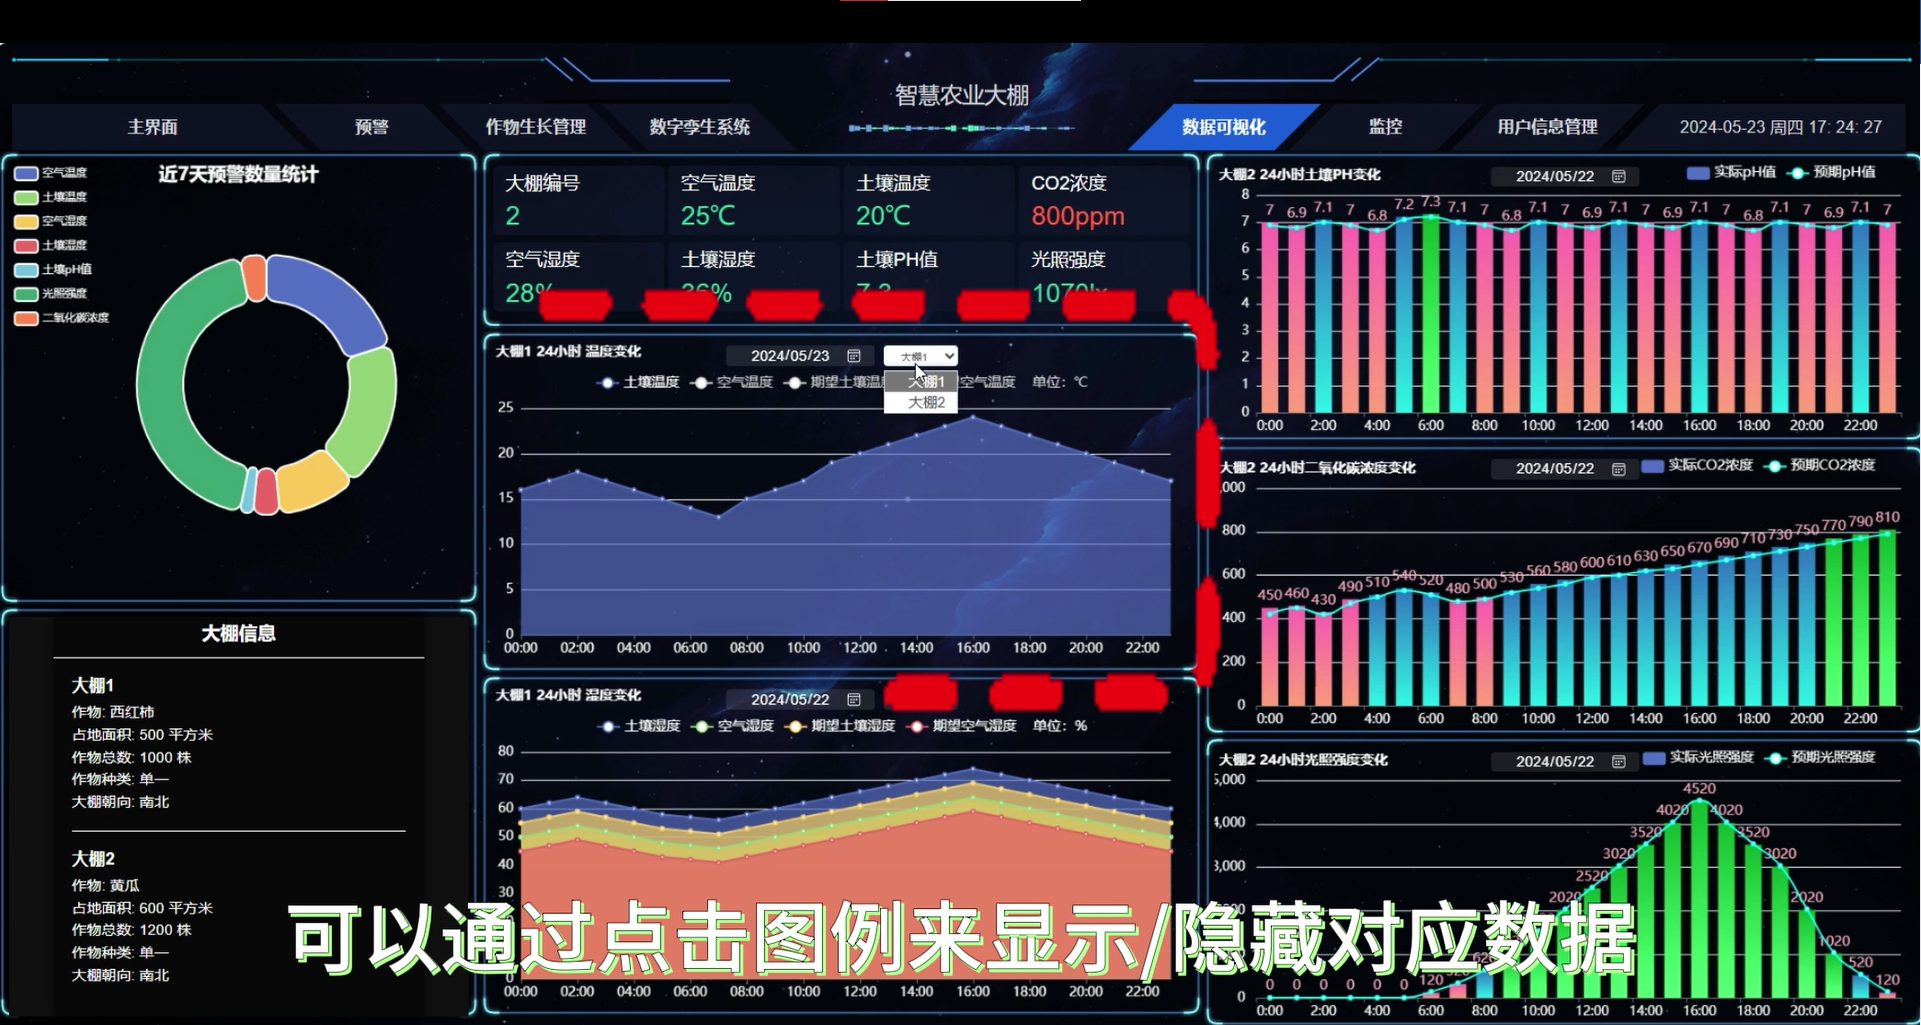 智慧农业大棚
主界面
预警
作物生长管理
数字孪生系统
数据可视化
监控
用户信息管理
2024-05-23 周四 17: 24: 27
近7天预警数量统计
空气温度
土壤温度
空气湿度
土壤湿度
土壤pH值
光照强度
二氧化碳浓度
大棚信息
大棚1
作物: 西红柿
占地面积: 500 平方米
作物总数: 1000 株
作物种类: 单一
大棚朝向: 南北
大棚2
作物: 黄瓜
占地面积: 600 平方米
作物总数: 1200 株
作物种类: 单一
大棚朝向: 南北
大棚编号 空气温度 土壤温度 CO2浓度
2 25℃ 20℃ 800ppm
空气湿度 土壤湿度 土壤PH值 光照强度
28%
大棚1 24小时 温度变化 2024/05/23 大棚1
大棚1
大棚2
土壤温度 空气温度 期望土壤温 空气温度 单位: ℃
25
20
15
10
5
0
00:00 02:00 04:00 06:00 08:00 10:00 12:00 14:00 16:00 18:00 20:00 22:00
大棚1 24小时 湿度变化 2024/05/22
土壤湿度 空气湿度 期望土壤湿度 期望空气湿度 单位: %
80
70
60
50
40
30
0
00:00 02:00 04:00 06:00 08:00 10:00 12:00 14:00 16:00 18:00 20:00 22:00
大棚2 24小时土壤PH变化 2024/05/22 实际pH值 预期pH值
7 6.9 7.1 7 6.8 7.2 7.3 7.1 7 6.8 7.1 7 6.9 7.1 7 6.9 7.1 7 6.8 7.1 7 6.9 7.1 7
8
7
6
5
4
3
2
1
0
0:00 2:00 4:00 6:00 8:00 10:00 12:00 14:00 16:00 18:00 20:00 22:00
大棚2 24小时二氧化碳浓度变化 2024/05/22 实际CO2浓度 预期CO2浓度
450 460 430 490 510 540 520 480 500 530 560 580 600 610 630 650 670 690 710 730 750 770 790 810
,000
800
600
400
200
0
0:00 2:00 4:00 6:00 8:00 10:00 12:00 14:00 16:00 18:00 20:00 22:00
大棚2 24小时光照强度变化 2024/05/22 实际光照强度 预期光照强度
5,000
4,000
3,000
0
0 0 0 0 0 0 120 2020 2520 3020 3520 4020 4520 4020 3520 3020 2020 1020 520 120
0:00 2:00 4:00 6:00 8:00 10:00 12:00 14:00 16:00 18:00 20:00 22:00
可以通过点击图例来显示/隐藏对应数据